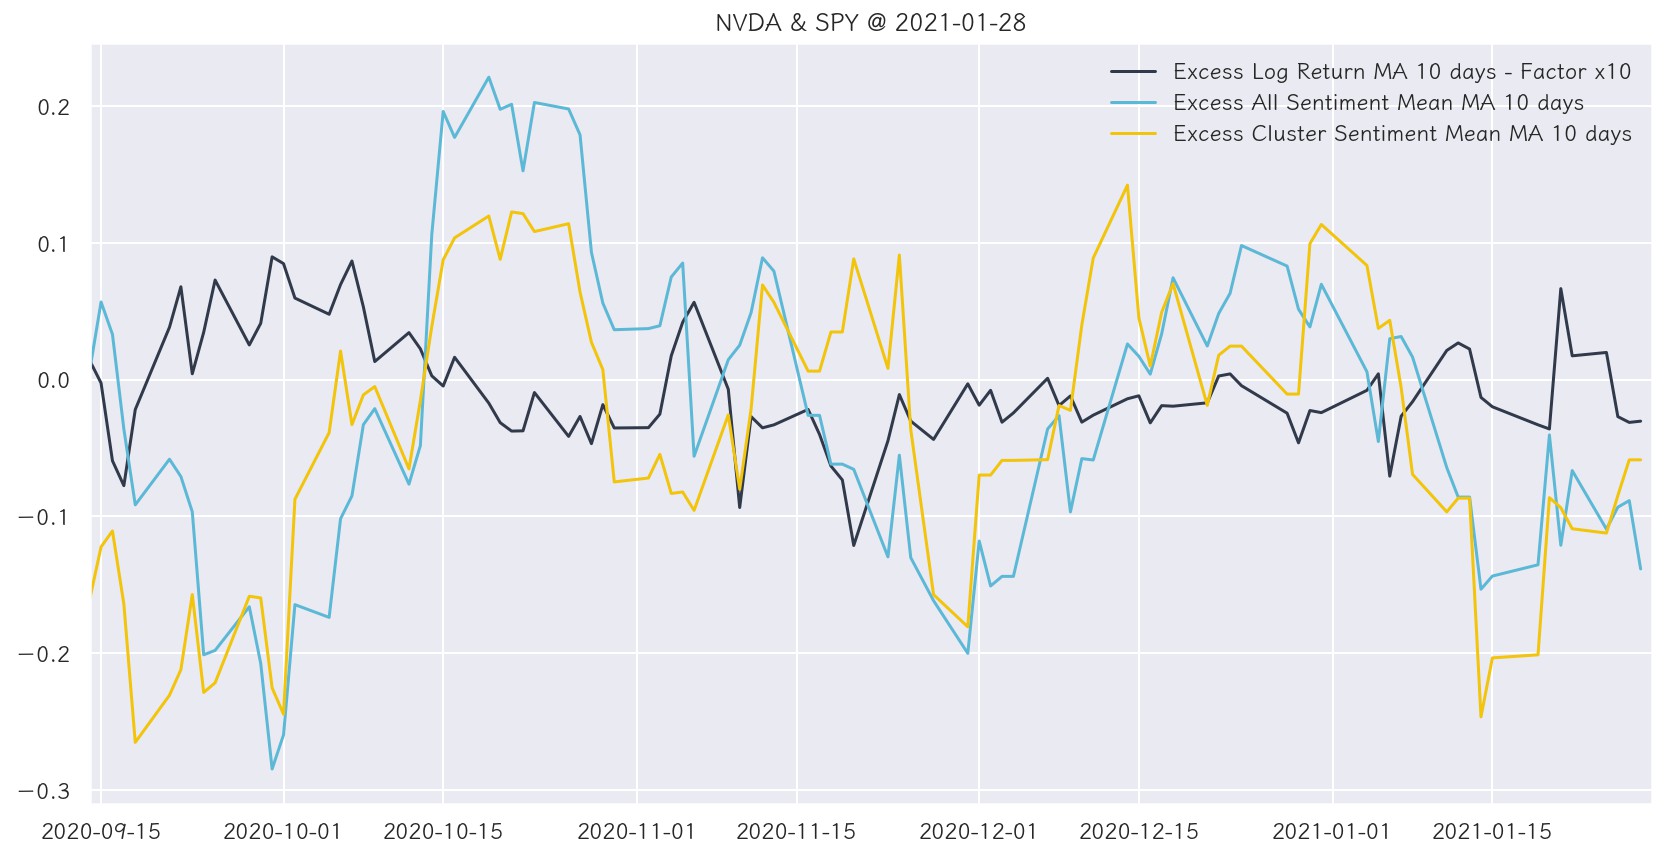 NVDA & SPY @ 2021-01-28
Excess Log Return MA 10 days - Factor x10
Excess All Sentiment Mean MA 10 days
Excess Cluster Sentiment Mean MA 10 days
0.2
0.1
0.0
−0.1
−0.2
−0.3
2020-09-15 2020-10-01 2020-10-15 2020-11-01 2020-11-15 2020-12-01 2020-12-15 2021-01-01 2021-01-15